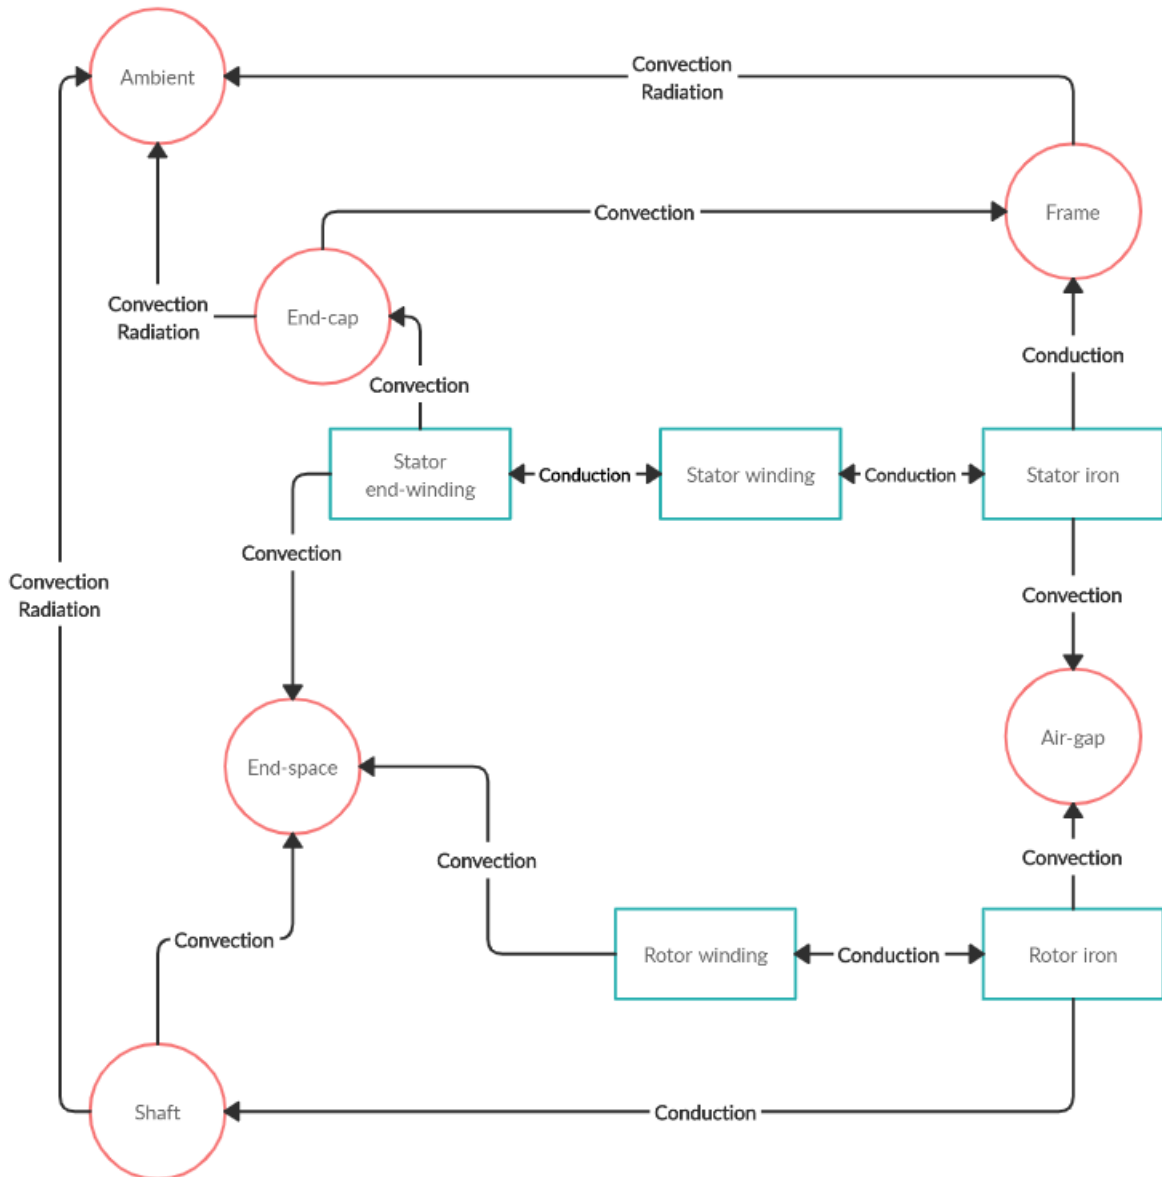 Ambient
Convection
Radiation
Convection
Frame
Convection
Radiation
End-cap
Conduction
Convection
Stator
end-winding
Conduction
Stator winding
Conduction
Stator iron
Convection
Convection
Radiation
Convection
Air-gap
End-space
Convection
Convection
Convection
Rotor winding
Conduction
Rotor iron
Shaft
Conduction